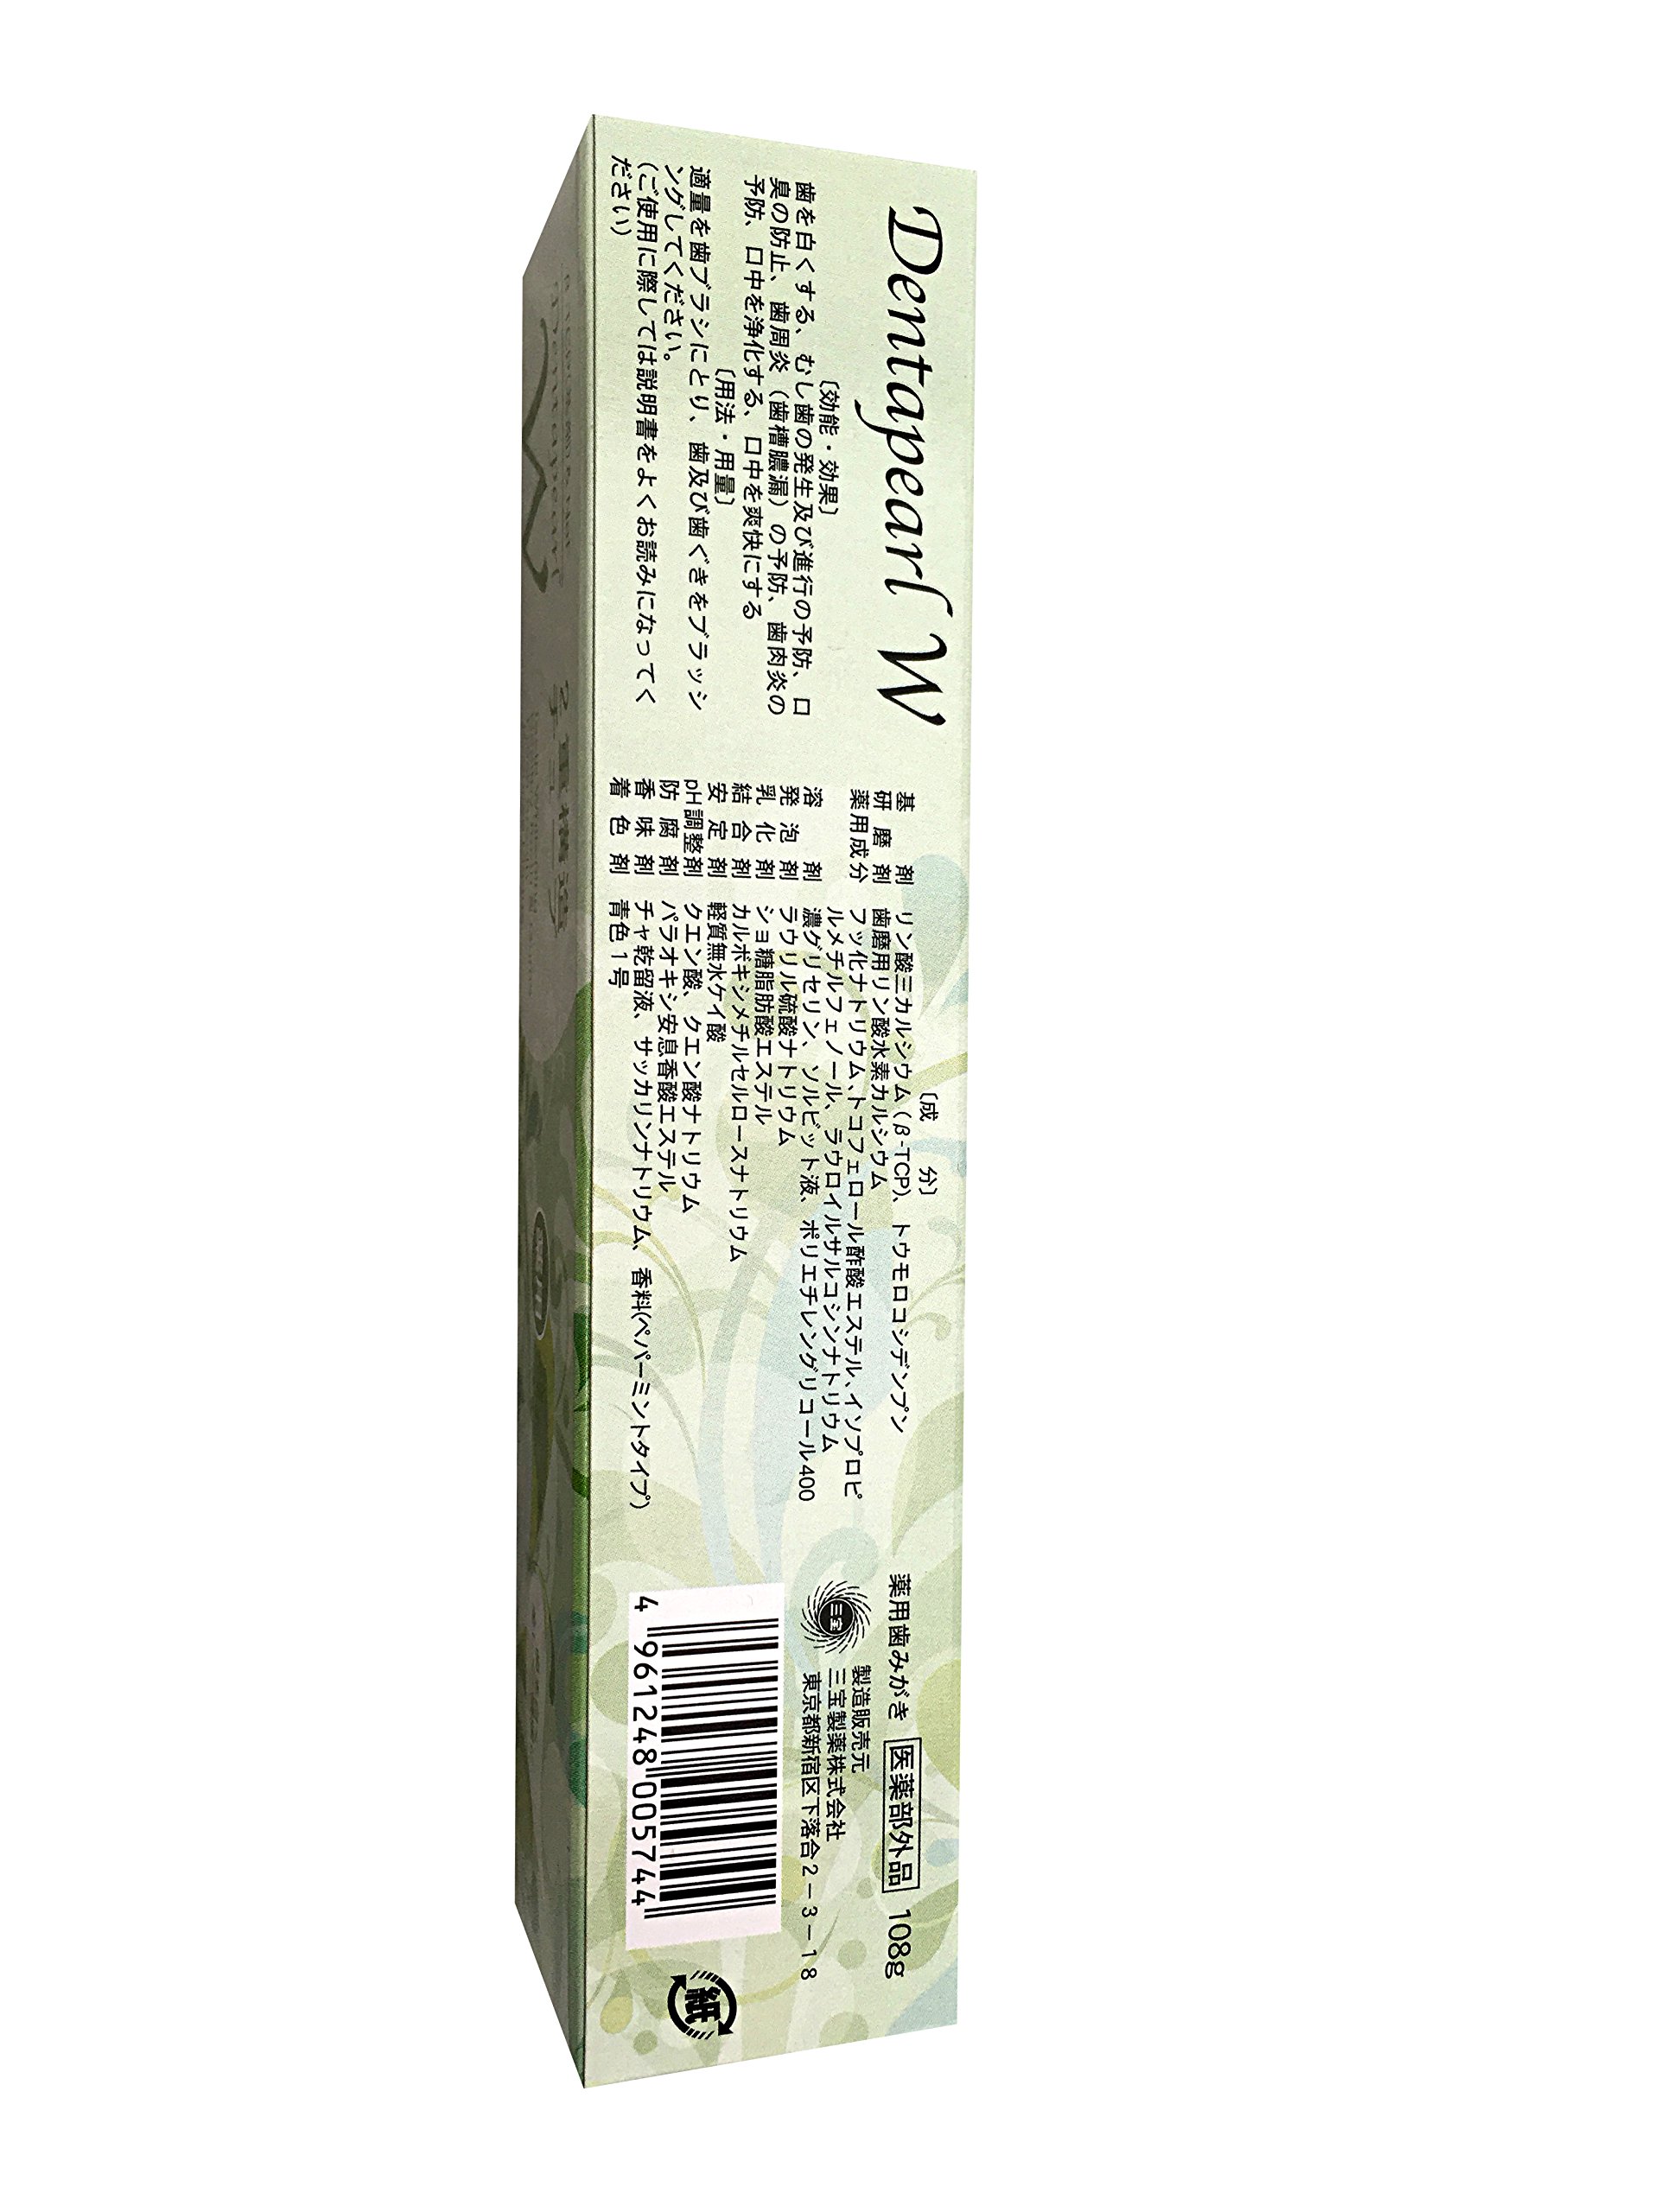 Dentapearl W
〔効能・効果〕
歯を白くする、むし歯の発生及び進行の予防、口
臭の防止、歯周炎（歯槽膿漏）の予防、歯肉炎の
予防、口中を浄化する、口中を爽快にする
〔用法・用量〕
適量を歯ブラシにとり、歯及び歯ぐきをブラッシ
ングしてください。
（ご使用に際しては説明書をよくお読みになってく
ださい）
〔成　分〕
基剤 リン酸三カルシウム（β-TCP）、トウモロコシデンプン
研磨剤 歯磨用リン酸水素カルシウム
薬用成分 フッ化ナトリウム、トコフェロール酢酸エステル、イソプロピ
ルメチルフェノール、ラウロイルサルコシンナトリウム
溶剤 濃グリセリン、ソルビット液、ポリエチレングリコール400
発泡剤 ラウリル硫酸ナトリウム
乳化剤 ショ糖脂肪酸エステル
結合剤 カルボキシメチルセルロースナトリウム
安定剤 軽質無水ケイ酸
pH調整剤 クエン酸、クエン酸ナトリウム
防腐剤 パラオキシ安息香酸エステル
香味剤 チャ乾留液、サッカリンナトリウム、香料(ペパーミントタイプ)
着色剤 青色1号
薬用歯みがき 医薬部外品 108g
三宝
製造販売元
三宝製薬株式会社
東京都新宿区下落合2－3－18
4 961248 005744
紙
Dentapearl
W
薬用